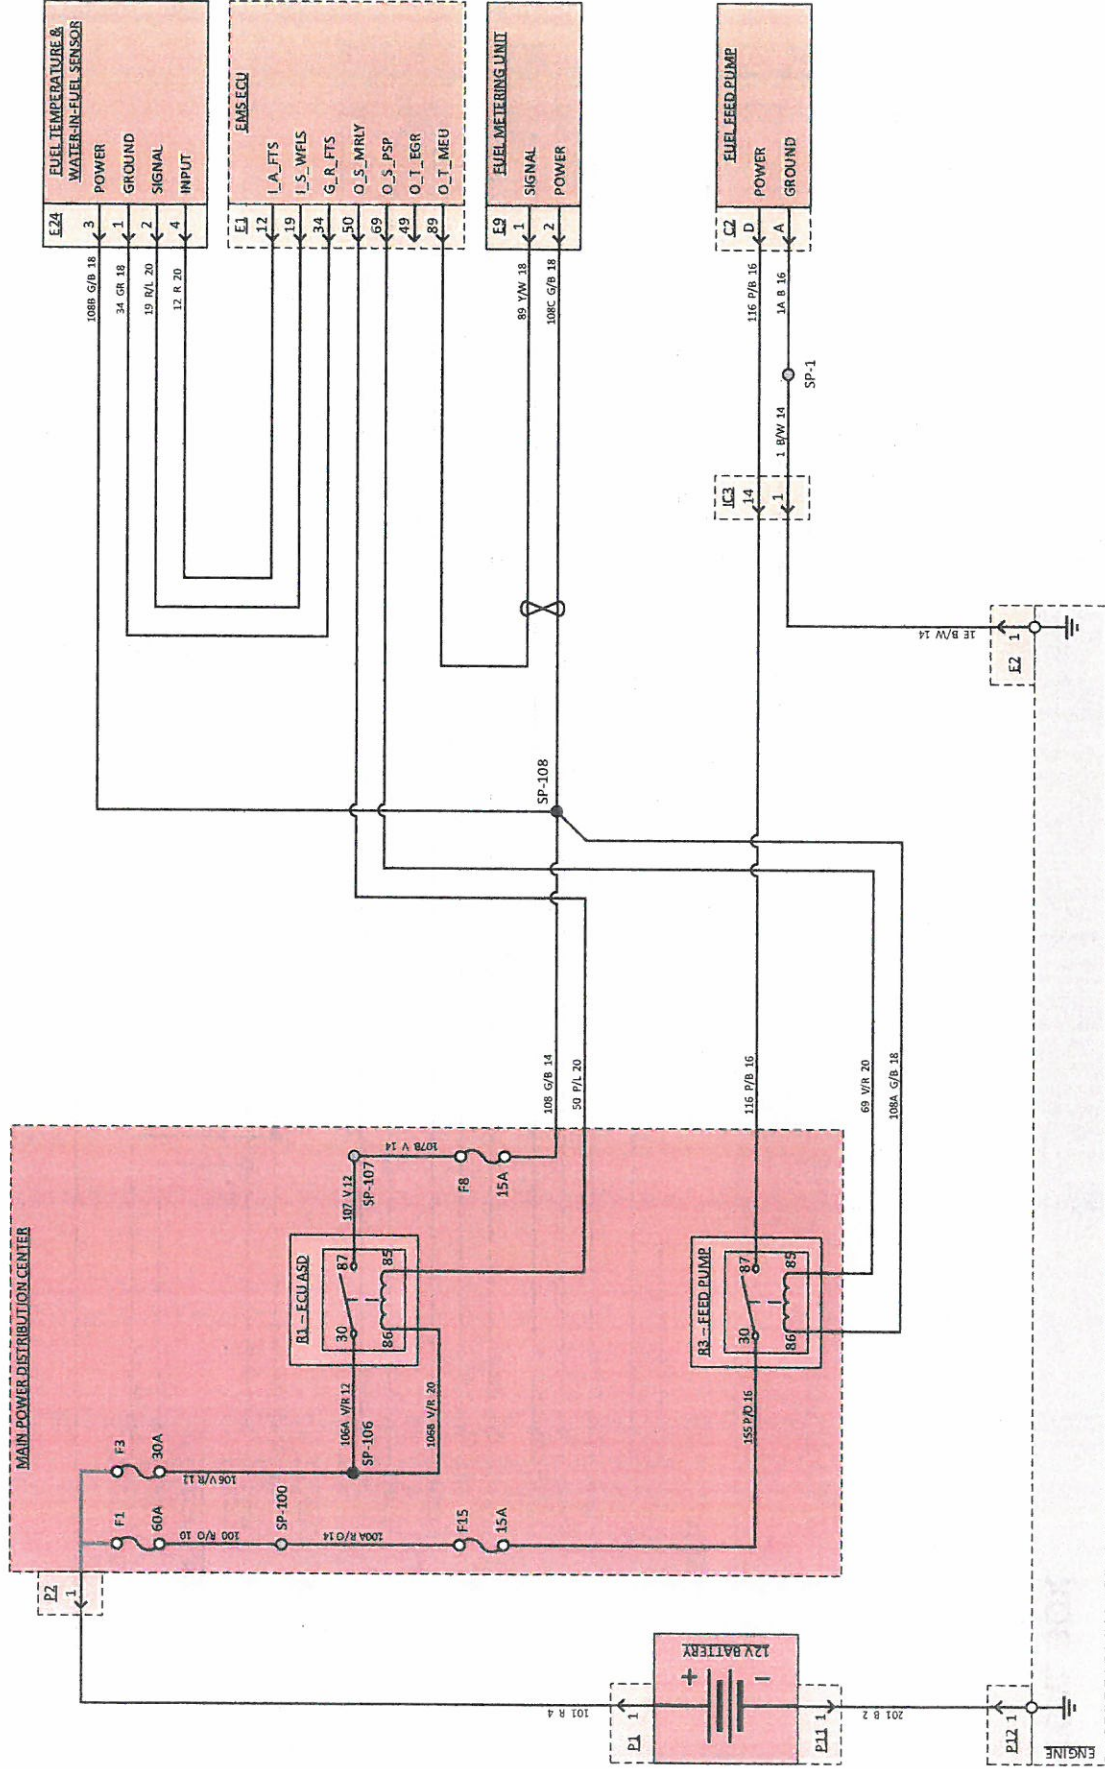 FUEL TEMPERATURE &
WATER-IN-FUEL SENSOR
E24
3 POWER
1 GROUND
2 SIGNAL
4 INPUT
108B G/B 18
34 GR 18
19 R/L 20
12 R 20
EMS ECU
E1
12 I_A_FTS
19 I_S_WFLS
34 G_R_FTS
50 O_S_MRLY
69 O_S_PSP
49 O_T_EGR
89 O_T_MEU
FUEL METERING UNIT
E9
1 SIGNAL
2 POWER
89 Y/W 18
108C G/B 18
FUEL FEED PUMP
C2
D POWER
A GROUND
116 P/B 16
1A B 16
SP-1
1 B/W 14
IC3
14
1
1E B/W 14
E2 1
SP-108
MAIN POWER DISTRIBUTION CENTER
108 G/B 14
50 P/L 20
116 P/B 16
69 V/R 20
108A G/B 18
107B V 14
F8
15A
SP-107
107 V 12
R1 – ECU ASD
30 87
86 85
106A V/R 12
106B V/R 20
SP-106
R3 – FEED PUMP
30 87
86 85
155 P/O 16
F3
30A
106 V/R 12
F1
60A
100 R/O 10
SP-100
100A R/O 14
F15
15A
P2
1
101 R 4
P1 1
12V BATTERY
+
−
P11 1
201 B 2
P12 1
ENGINE